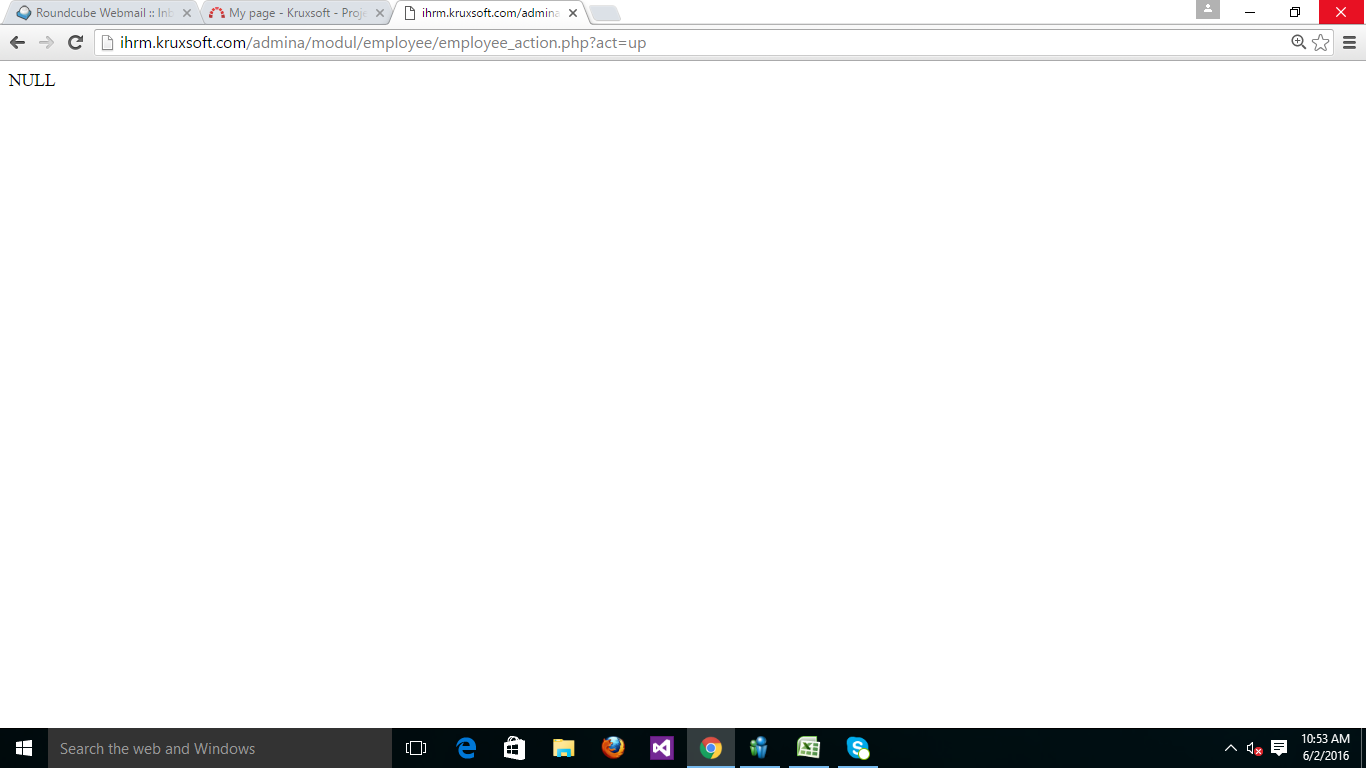 Roundcube Webmail :: Inb
My page - Kruxsoft - Proje
ihrm.kruxsoft.com/admina
ihrm.kruxsoft.com/admina/modul/employee/employee_action.php?act=up
NULL
Search the web and Windows
10:53 AM
6/2/2016